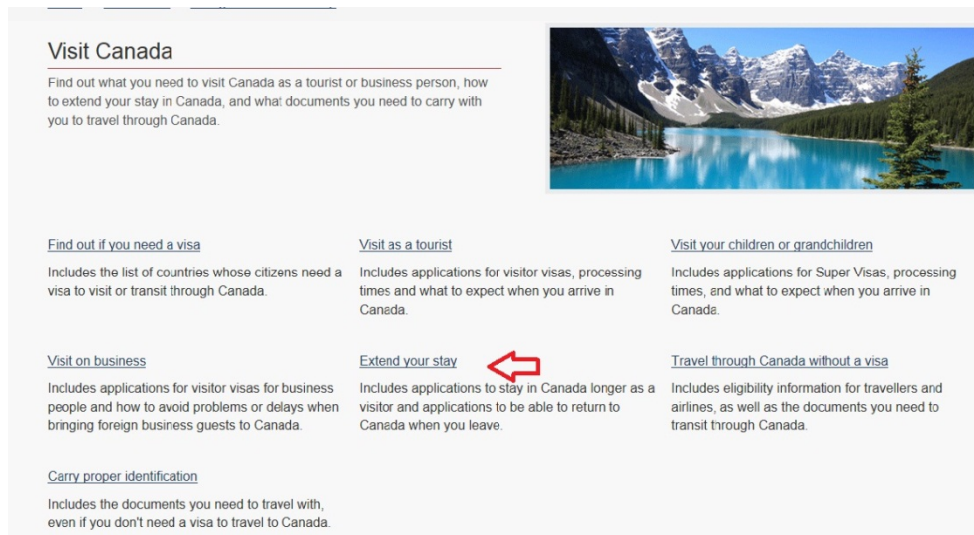 Visit Canada
Find out what you need to visit Canada as a tourist or business person, how
to extend your stay in Canada, and what documents you need to carry with
you to travel through Canada.
Find out if you need a visa
Includes the list of countries whose citizens need a
visa to visit or transit through Canada.
Visit as a tourist
Includes applications for visitor visas, processing
times and what to expect when you arrive in
Canada.
Visit your children or grandchildren
Includes applications for Super Visas, processing
times, and what to expect when you arrive in
Canada.
Visit on business
Includes applications for visitor visas for business
people and how to avoid problems or delays when
bringing foreign business guests to Canada.
Extend your stay
Includes applications to stay in Canada longer as a
visitor and applications to be able to return to
Canada when you leave.
Travel through Canada without a visa
Includes eligibility information for travellers and
airlines, as well as the documents you need to
transit through Canada.
Carry proper identification
Includes the documents you need to travel with,
even if you don't need a visa to travel to Canada.